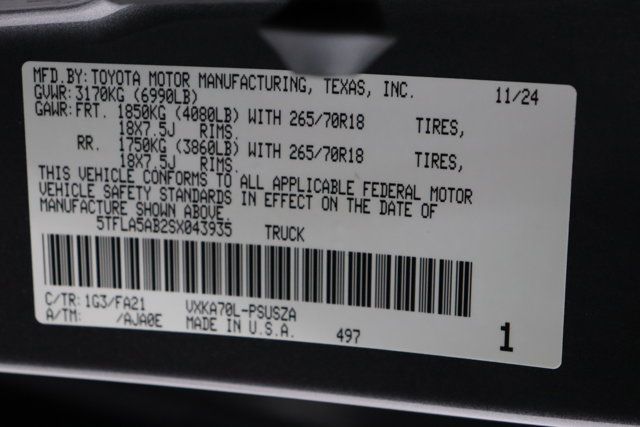 MFD.BY: TOYOTA MOTOR MANUFACTURING, TEXAS, INC. 11/24
GVWR: 3170KG (6990LB)
GAWR: FRT. 1850KG (4080LB) WITH 265/70R18 TIRES,
18X7.5J RIMS.
RR. 1750KG (3860LB) WITH 265/70R18 TIRES,
18X7.5J RIMS.
THIS VEHICLE CONFORMS TO ALL APPLICABLE FEDERAL MOTOR
VEHICLE SAFETY STANDARDS IN EFFECT ON THE DATE OF
MANUFACTURE SHOWN ABOVE.
5TFLA5AB2SX043935 TRUCK
C/TR: 1G3/FA21 VXKA70L-PSUSZA
A/TM: /AJA0E MADE IN U.S.A. 497 1